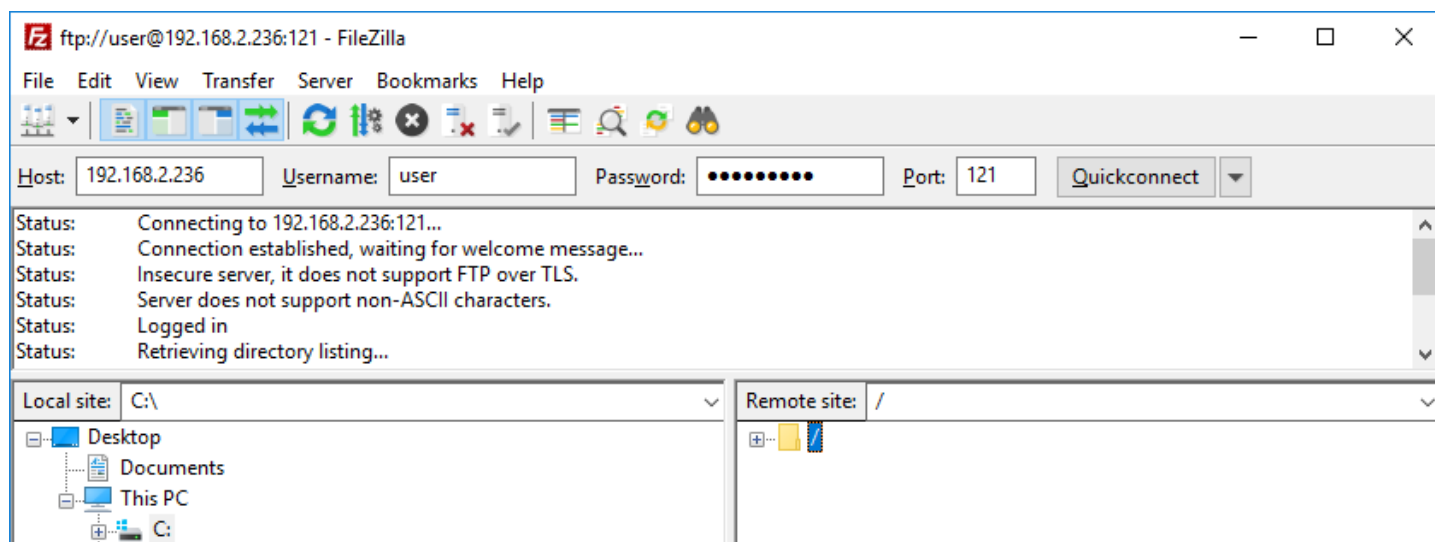 ftp://user@192.168.2.236:121 - FileZilla
File Edit View Transfer Server Bookmarks Help
Host: 192.168.2.236 Username: user Password: ●●●●●●●●● Port: 121 Quickconnect
Status: Connecting to 192.168.2.236:121...
Status: Connection established, waiting for welcome message...
Status: Insecure server, it does not support FTP over TLS.
Status: Server does not support non-ASCII characters.
Status: Logged in
Status: Retrieving directory listing...
Local site: C:\ Remote site: /
Desktop /
Documents
This PC
C: